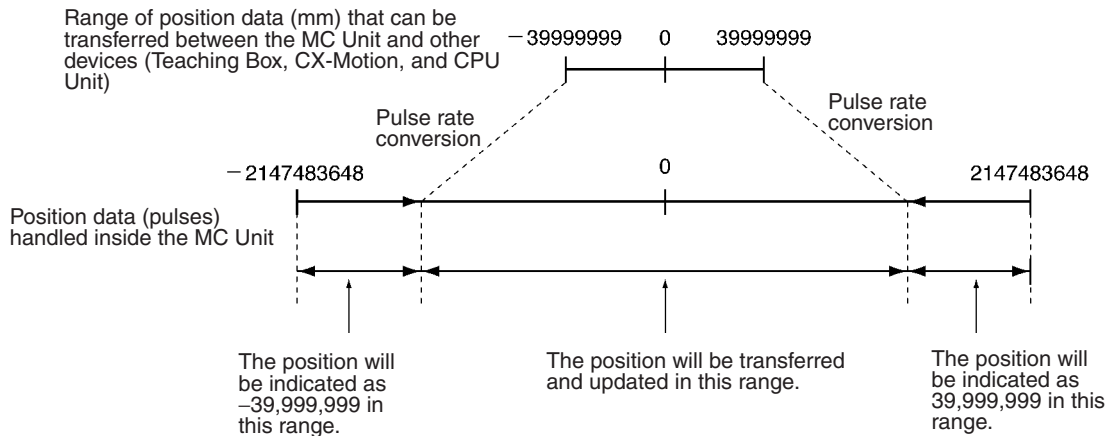 Range of position data (mm) that can be
transferred between the MC Unit and other
devices (Teaching Box, CX-Motion, and CPU
Unit)
−39999999 0 39999999
Pulse rate
conversion
Pulse rate
conversion
−2147483648 0 2147483648
Position data (pulses)
handled inside the MC Unit
The position will
be indicated as
–39,999,999 in
this range.
The position will be transferred
and updated in this range.
The position will
be indicated as
39,999,999 in this
range.